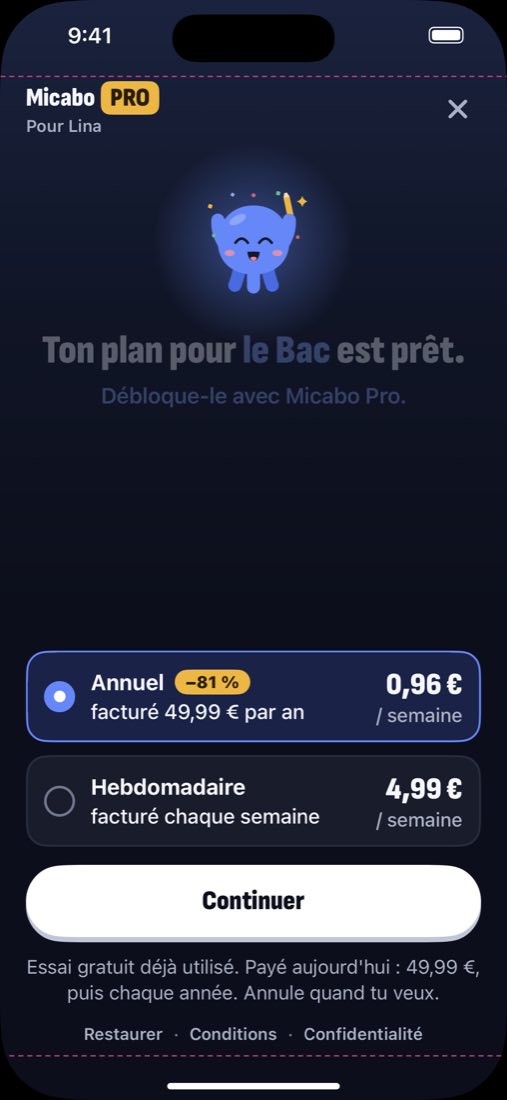 9:41
Micabo PRO
Pour Lina
Ton plan pour le Bac est prêt.
Débloque-le avec Micabo Pro.
Annuel -81 %
0,96 €
facturé 49,99 € par an
/ semaine
Hebdomadaire
4,99 €
facturé chaque semaine
/ semaine
Continuer
Essai gratuit déjà utilisé. Payé aujourd'hui : 49,99 €,
puis chaque année. Annule quand tu veux.
Restaurer · Conditions · Confidentialité